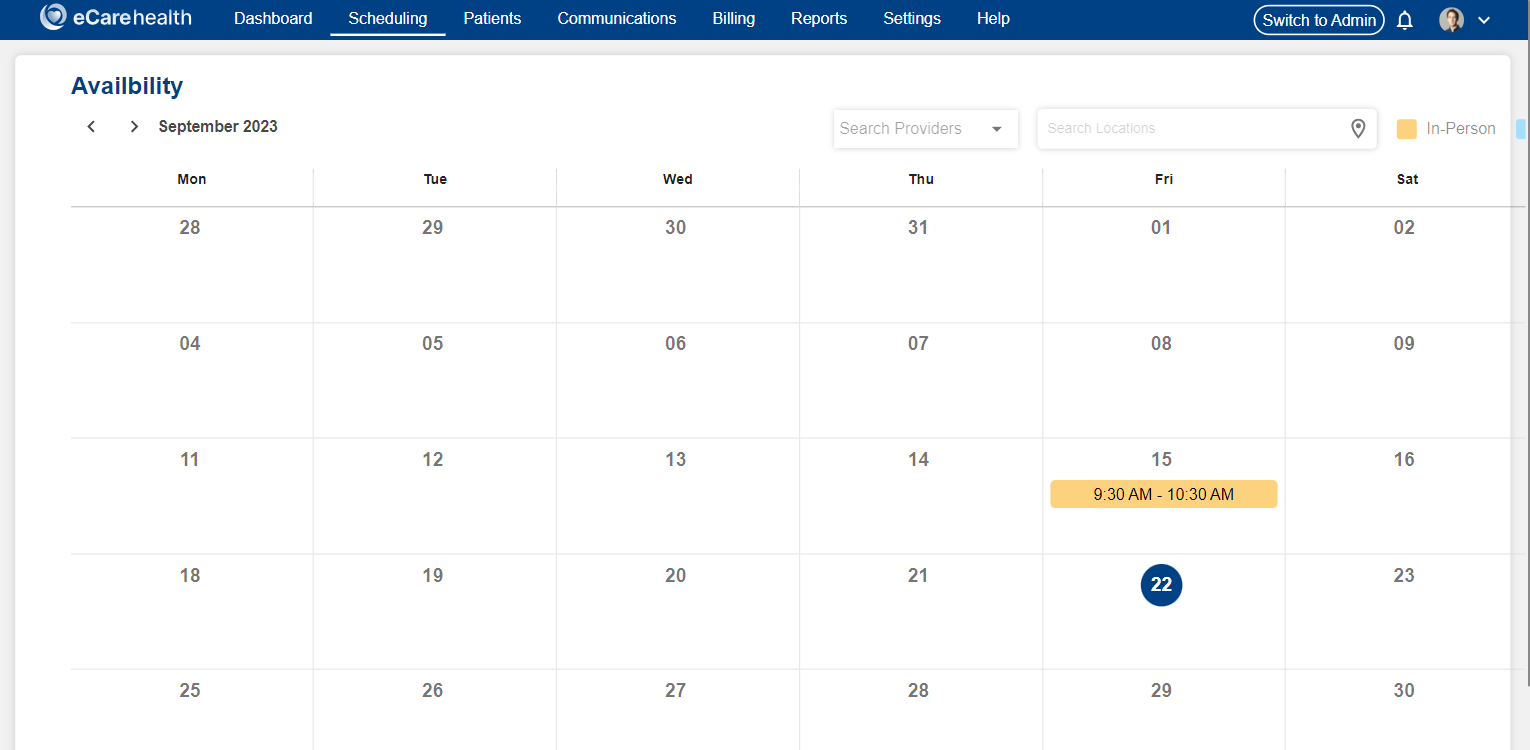 eCarehealth Dashboard Scheduling Patients Communications Billing Reports Settings Help Switch to Admin
Availbility
September 2023 Search Providers Search Locations In-Person
Mon Tue Wed Thu Fri Sat
28 29 30 31 01 02
04 05 06 07 08 09
11 12 13 14 15 16
9:30 AM - 10:30 AM
18 19 20 21 22 23
25 26 27 28 29 30